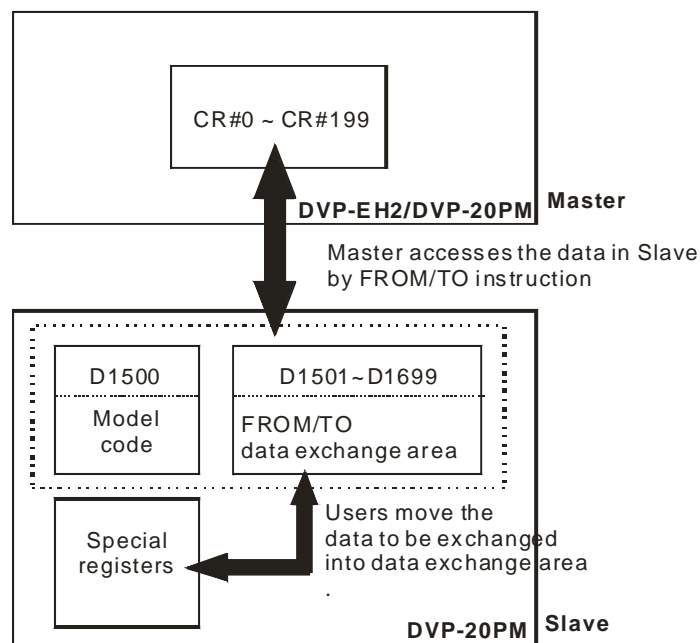 CR#0 ~ CR#199
DVP-EH2/DVP-20PM
Master
Master accesses the data in Slave
by FROM/TO instruction
D1500
Model
code
D1501~D1699
FROM/TO
data exchange area
Special
registers
Users move the
data to be exchanged
into data exchange area
.
DVP-20PM
Slave